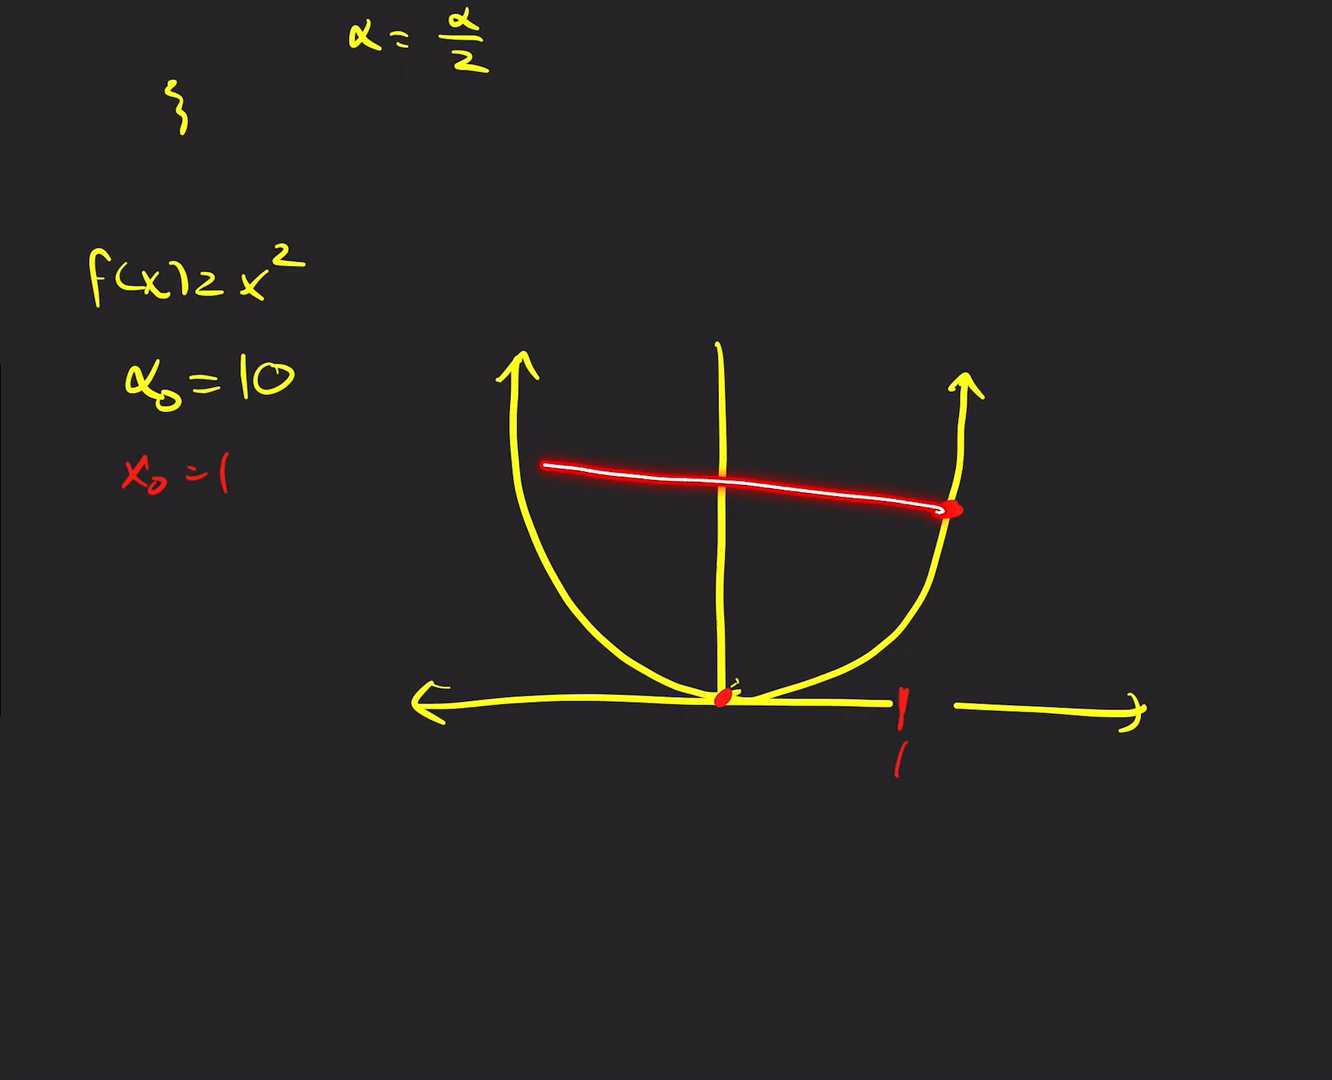 α = α/2
}
f(x) = x²
α₀ = 10
x₀ = 1
1